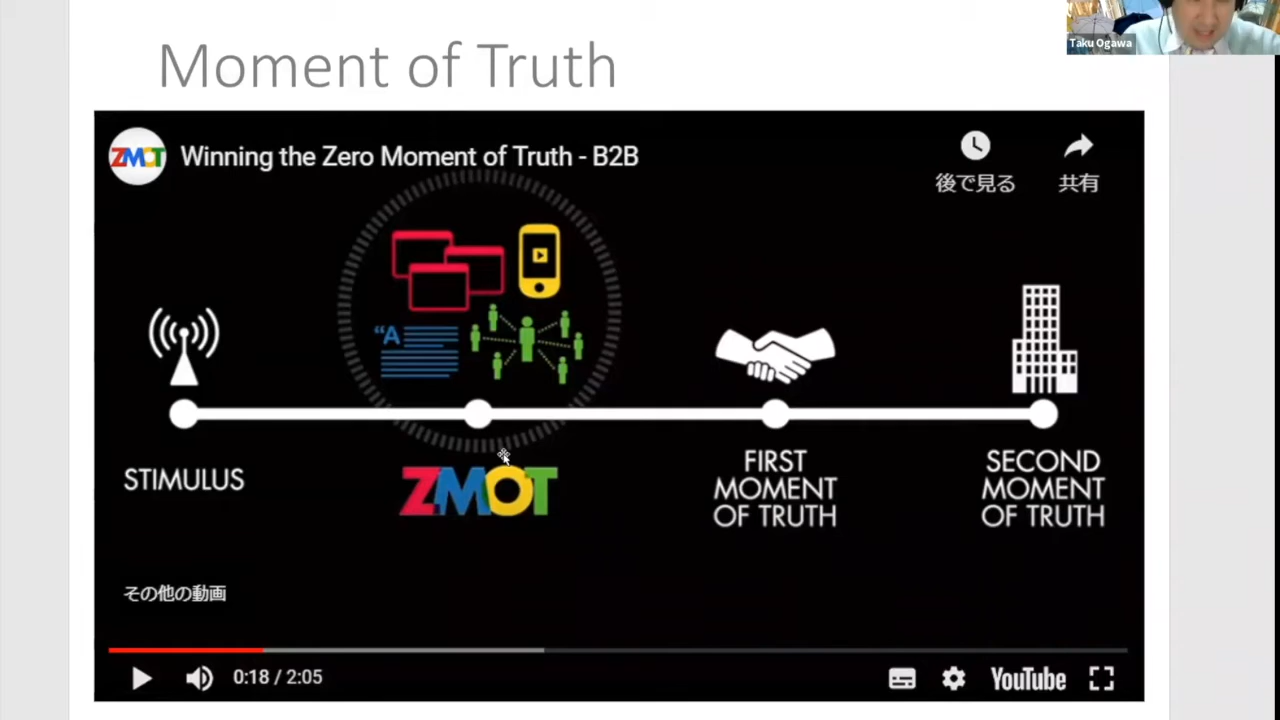 Moment of Truth
Taku Ogawa
ZMOT
Winning the Zero Moment of Truth - B2B
後で見る
共有
“A
STIMULUS
ZMOT
FIRST
MOMENT
OF TRUTH
SECOND
MOMENT
OF TRUTH
その他の動画
0:18 / 2:05
YouTube